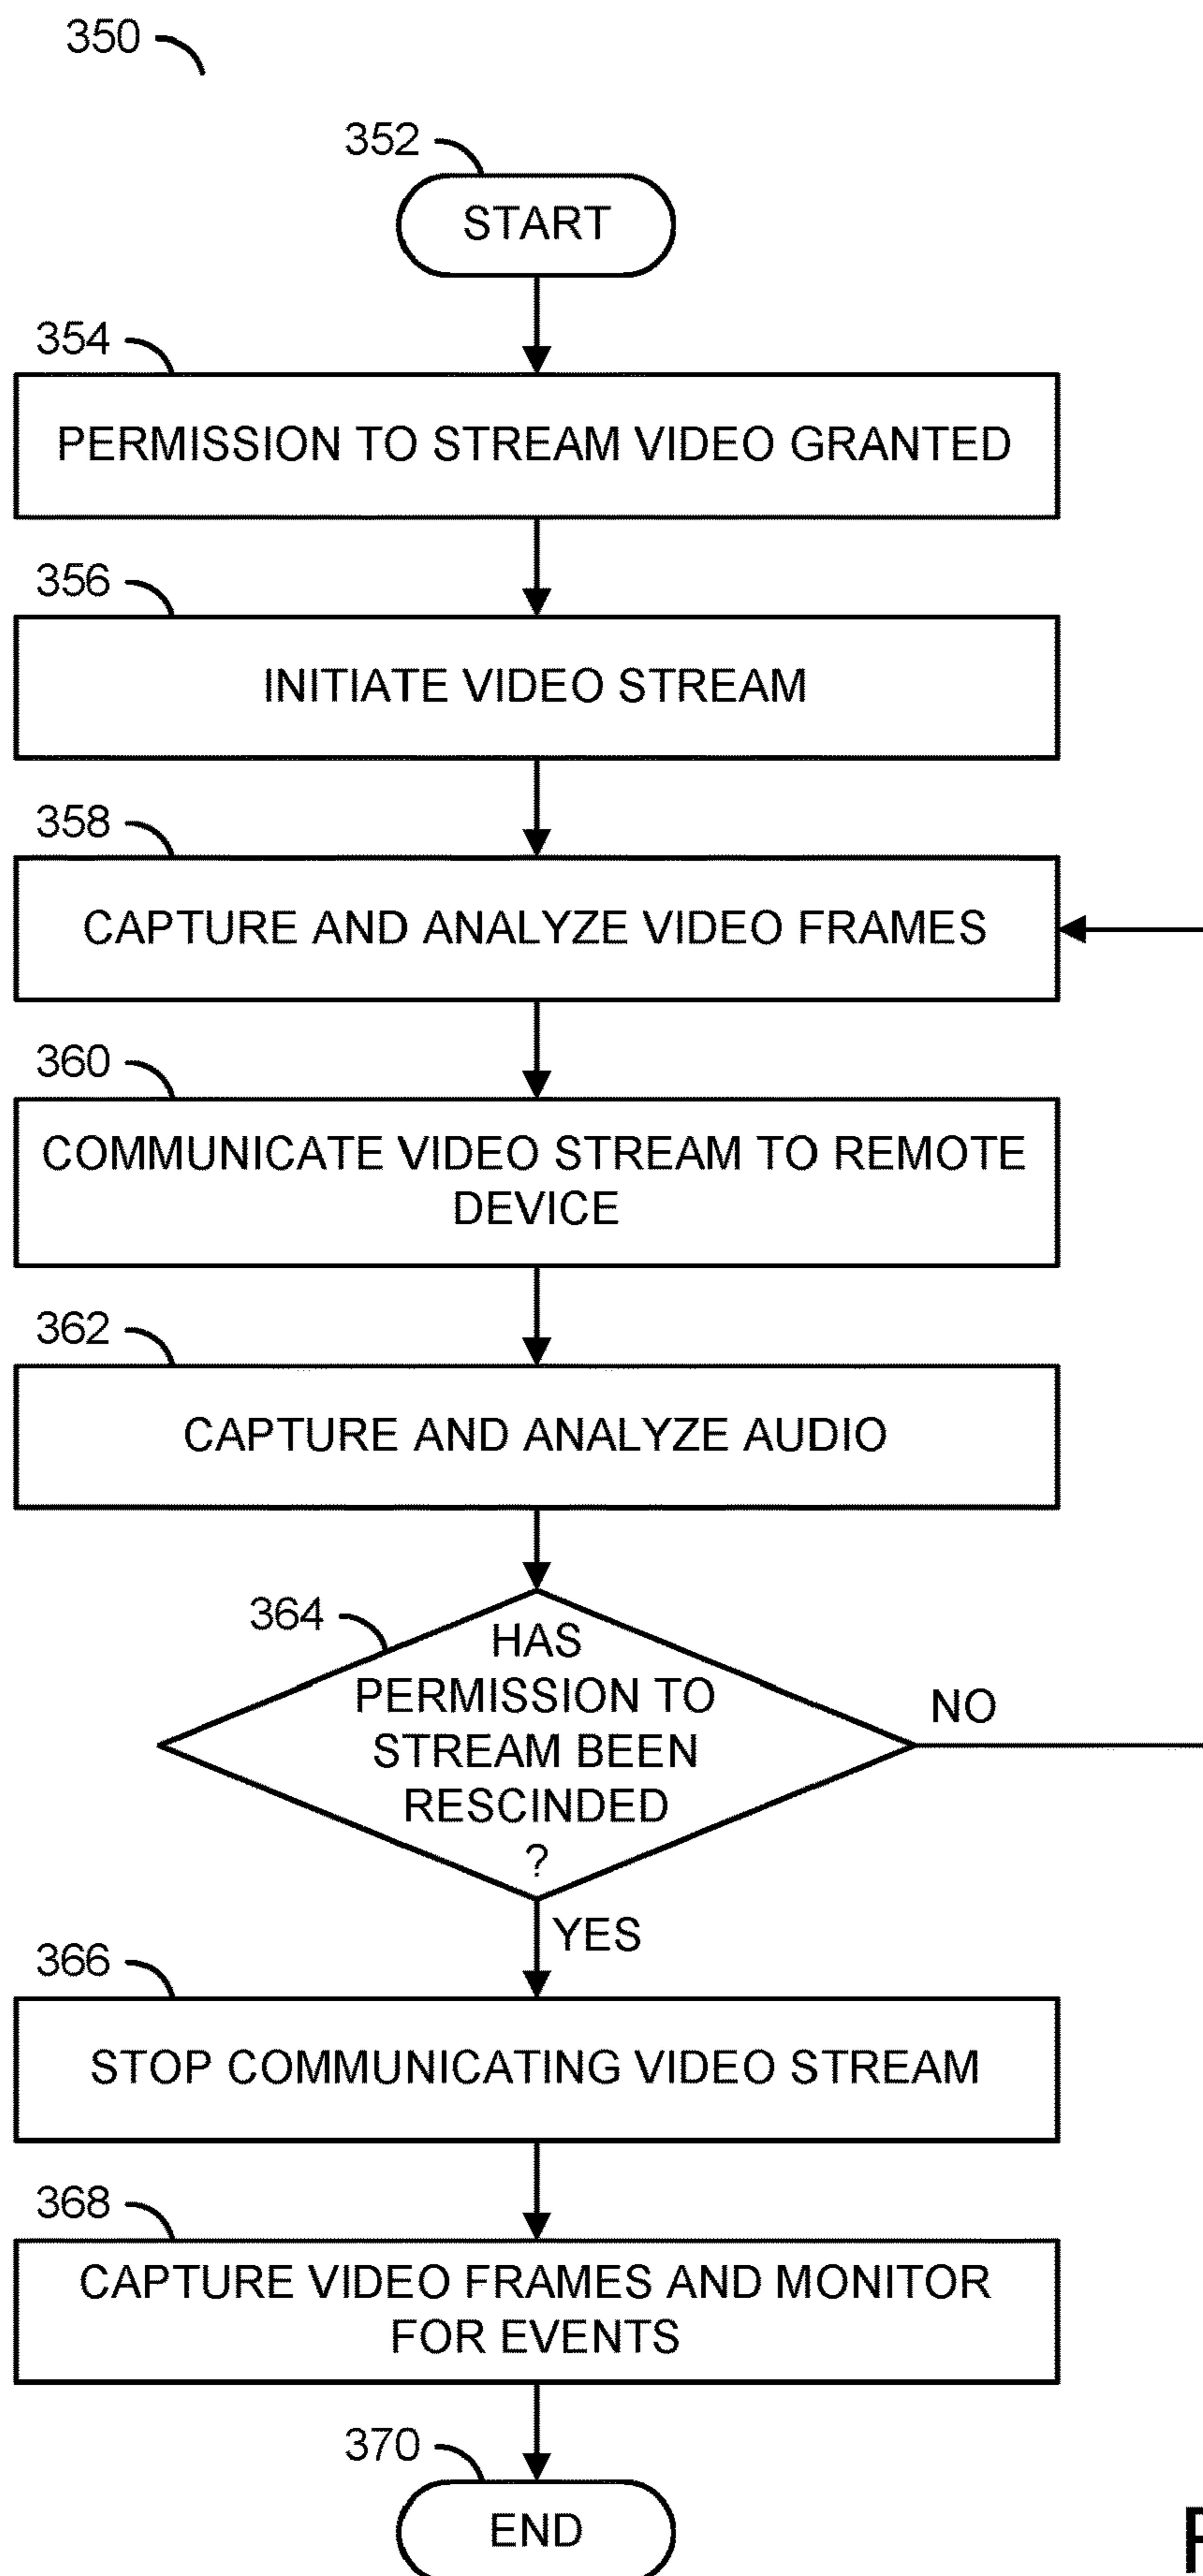 350
352
START
354
PERMISSION TO STREAM VIDEO GRANTED
356
INITIATE VIDEO STREAM
358
CAPTURE AND ANALYZE VIDEO FRAMES
360
COMMUNICATE VIDEO STREAM TO REMOTE
DEVICE
362
CAPTURE AND ANALYZE AUDIO
364
HAS
PERMISSION TO
STREAM BEEN
RESCINDED
?
NO
YES
366
STOP COMMUNICATING VIDEO STREAM
368
CAPTURE VIDEO FRAMES AND MONITOR
FOR EVENTS
370
END